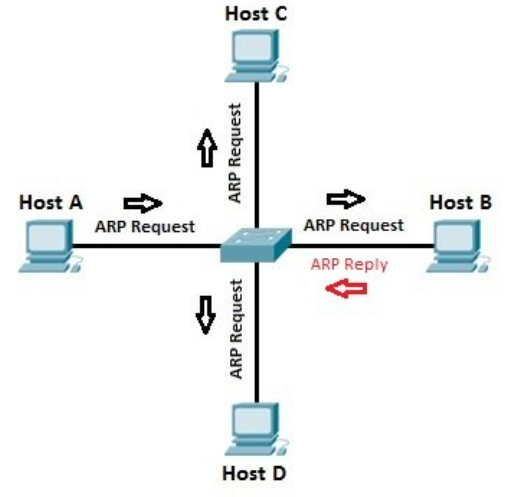 Host C
ARP Request
Host A
ARP Request
ARP Request
Host B
ARP Reply
ARP Request
Host D